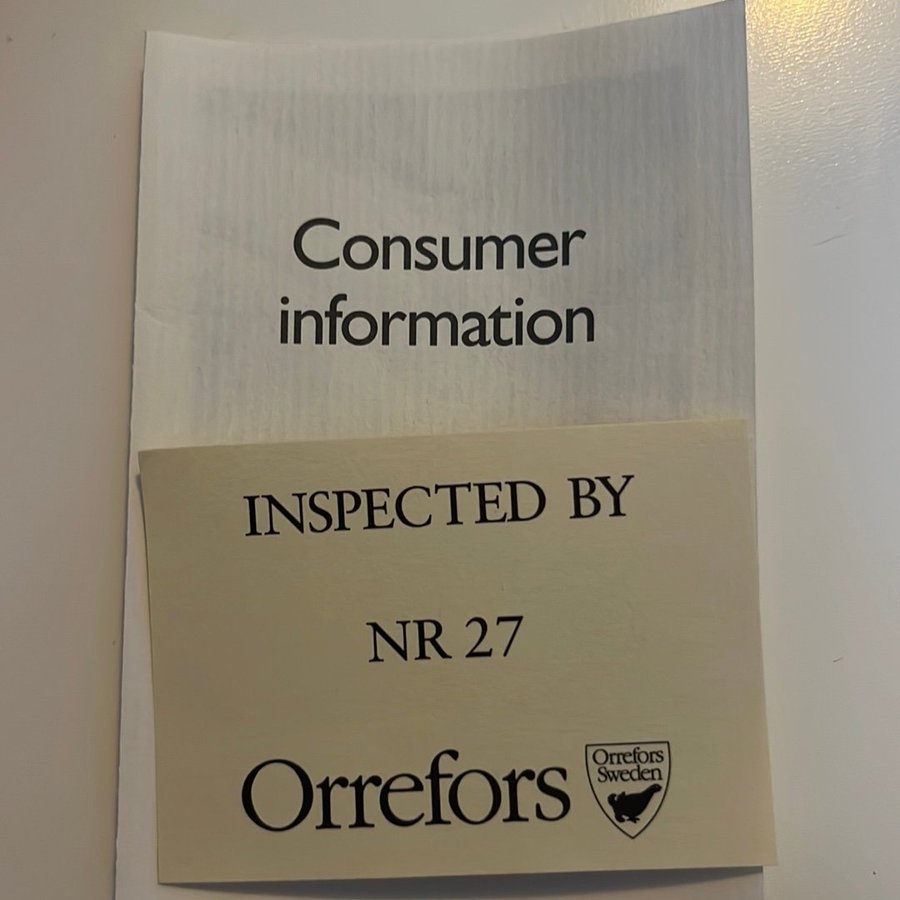 Consumer
information
INSPECTED BY
NR 27
Orrefors
Orrefors
Sweden